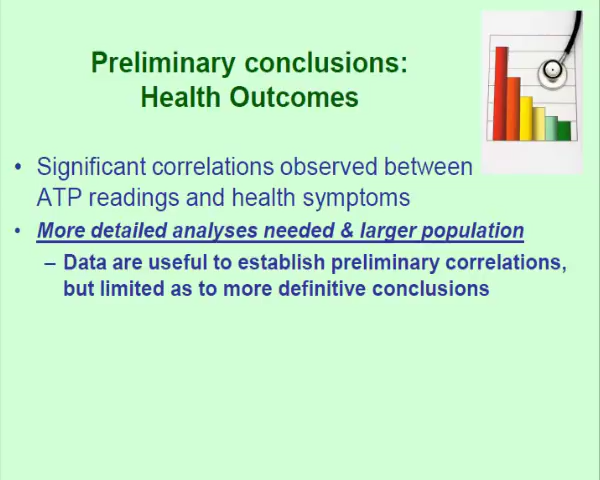 Preliminary conclusions:
Health Outcomes
• Significant correlations observed between
ATP readings and health symptoms
• More detailed analyses needed & larger population
– Data are useful to establish preliminary correlations,
but limited as to more definitive conclusions